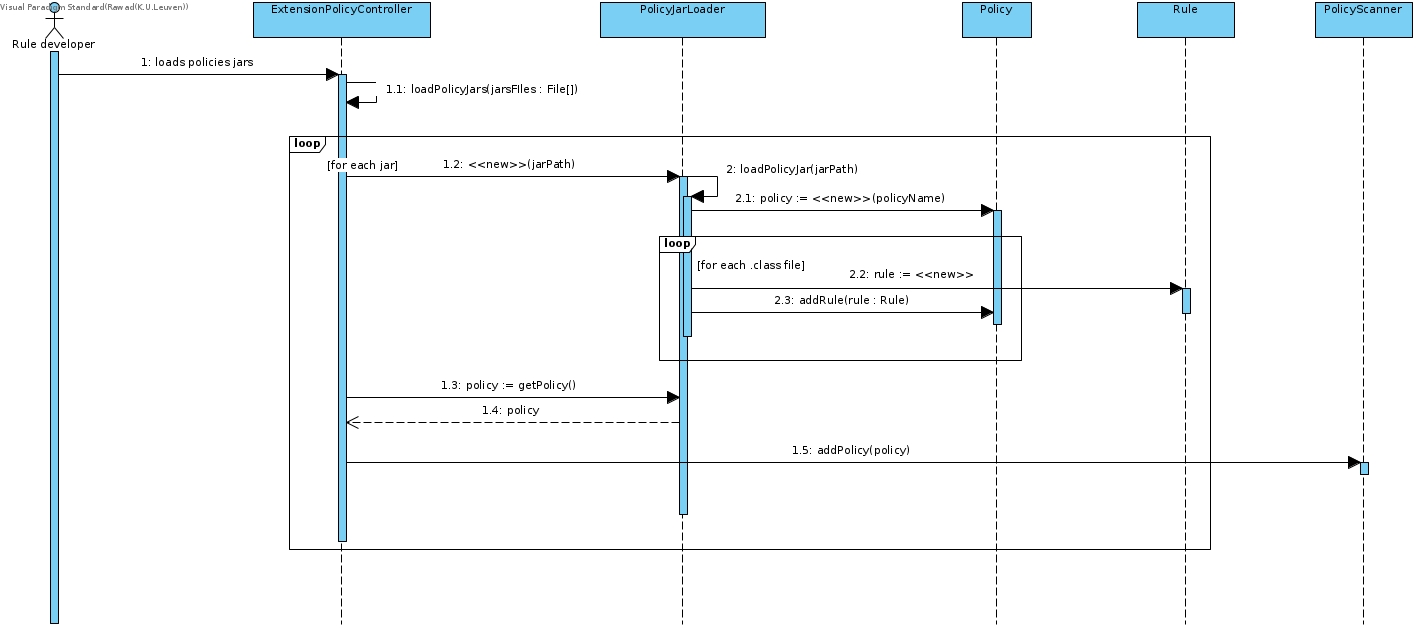 Visual Paradigm Standard(Rawad(K.U.Leuven))
ExtensionPolicyController
PolicyJarLoader
Policy
Rule
PolicyScanner
Rule developer
1: loads policies jars
1.1: loadPolicyJars(jarsFIles : File[])
loop
[for each jar]
1.2: <<new>>(jarPath)
2: loadPolicyJar(jarPath)
2.1: policy := <<new>>(policyName)
loop
[for each .class file]
2.2: rule := <<new>>
2.3: addRule(rule : Rule)
1.3: policy := getPolicy()
1.4: policy
1.5: addPolicy(policy)